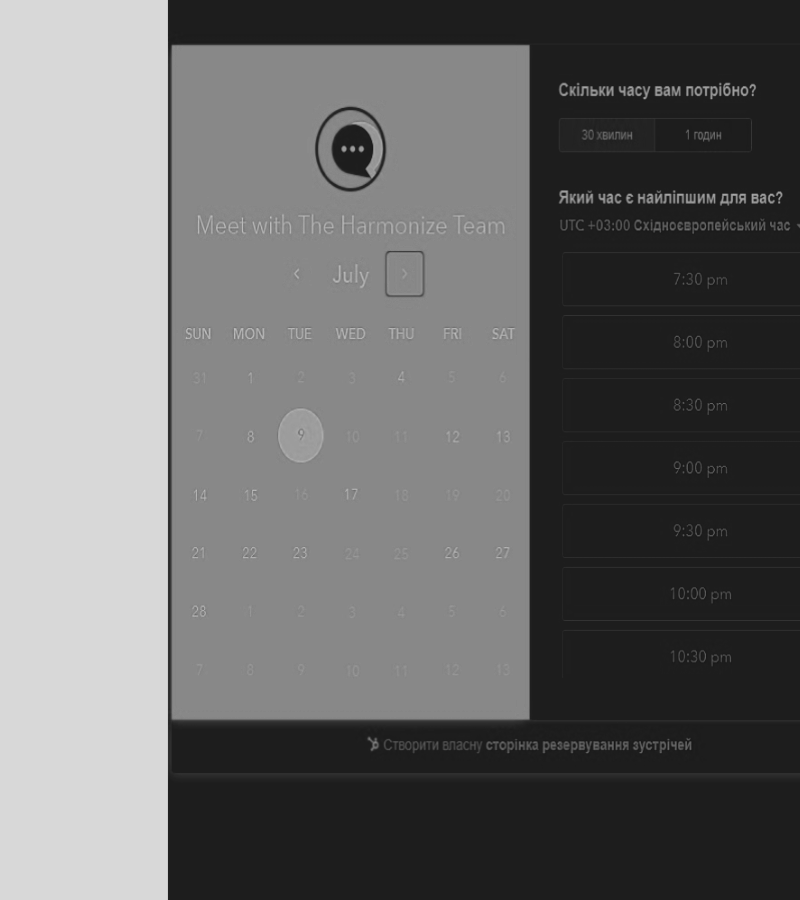 Meet with The Harmonize Team
July
SUN MON TUE WED THU FRI SAT
31 1 2 3 4 5 6
7 8 9 10 11 12 13
14 15 16 17 18 19 20
21 22 23 24 25 26 27
28 1 2 3 4 5 6
7 8 9 10 11 12 13
Скільки часу вам потрібно?
30 хвилин 1 годин
Який час є найліпшим для вас?
UTC +03:00 Східноєвропейський час
7:30 pm
8:00 pm
8:30 pm
9:00 pm
9:30 pm
10:00 pm
10:30 pm
Створити власну сторінка резервування зустрічей